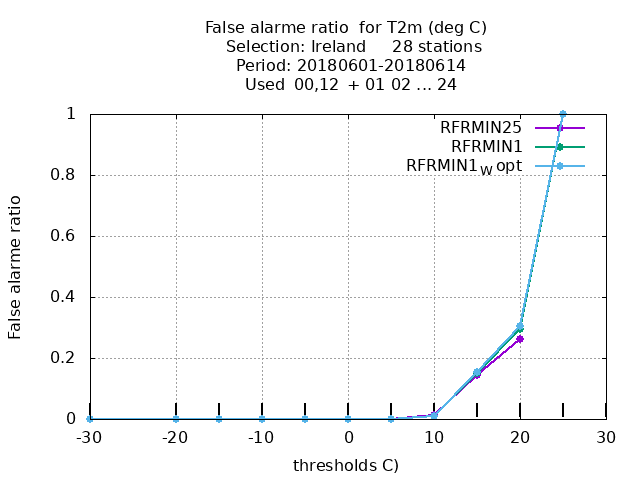 False alarme ratio  for T2m (deg C)
Selection: Ireland     28 stations
Period: 20180601-20180614
Used  00,12  + 01 02 ... 24
RFRMIN25
RFRMIN1
RFRMIN1W opt
False alarme ratio
1
0.8
0.6
0.4
0.2
0
-30 -20 -10 0 10 20 30
thresholds C)